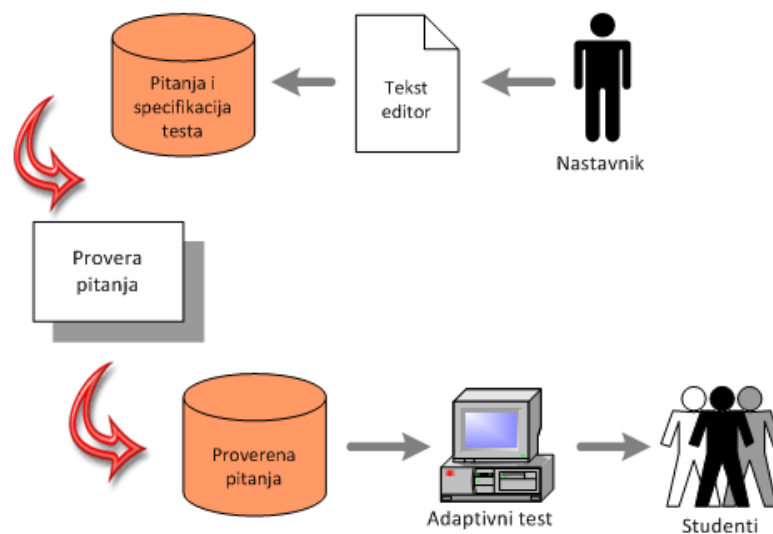 Pitanja i
specifikacija
testa
Tekst
editor
Nastavnik
Provera
pitanja
Proverena
pitanja
Adaptivni test
Studenti